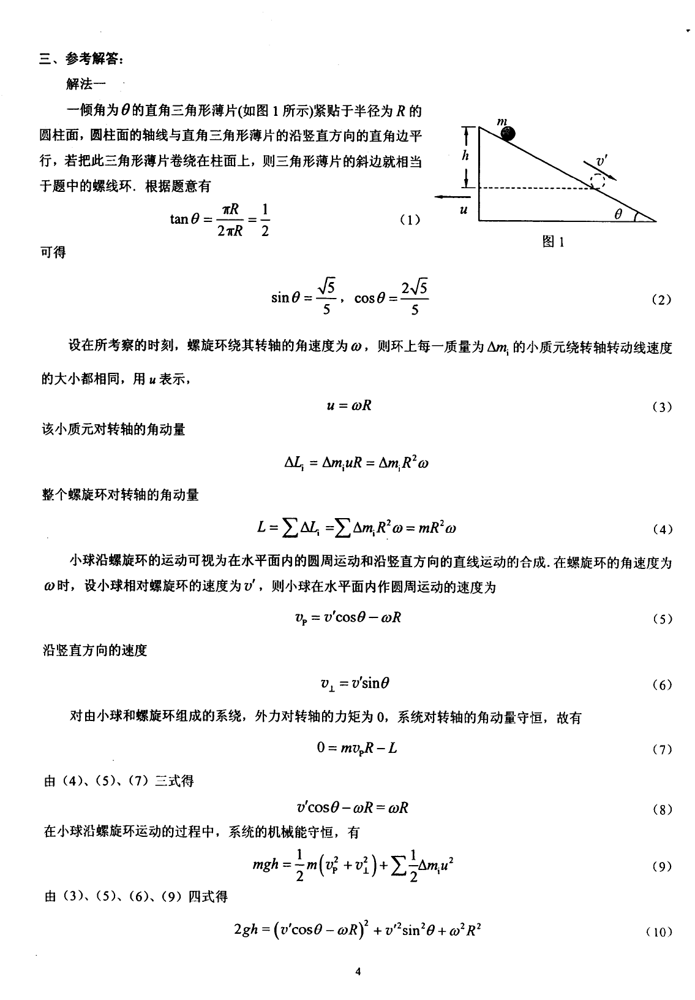 三、参考解答：
解法一
一倾角为θ的直角三角形薄片(如图 1 所示)紧贴于半径为 R 的
圆柱面，圆柱面的轴线与直角三角形薄片的沿竖直方向的直角边平
行，若把此三角形薄片卷绕在柱面上，则三角形薄片的斜边就相当
于题中的螺线环．根据题意有
m
h
v′
u
θ
图 1
tanθ = πR/2πR = 1/2 （1）
可得
sinθ = √5/5， cosθ = 2√5/5 （2）
设在所考察的时刻，螺旋环绕其转轴的角速度为 ω，则环上每一质量为 Δmᵢ 的小质元绕转轴转动线速度
的大小都相同，用 u 表示，
u = ωR （3）
该小质元对转轴的角动量
ΔLᵢ = ΔmᵢuR = ΔmᵢR²ω
整个螺旋环对转轴的角动量
L = ∑ΔLᵢ = ∑ΔmᵢR²ω = mR²ω （4）
小球沿螺旋环的运动可视为在水平面内的圆周运动和沿竖直方向的直线运动的合成．在螺旋环的角速度为
ω时，设小球相对螺旋环的速度为 v′，则小球在水平面内作圆周运动的速度为
v_P = v′cosθ − ωR （5）
沿竖直方向的速度
v_⊥ = v′sinθ （6）
对由小球和螺旋环组成的系绕，外力对转轴的力矩为 0，系统对转轴的角动量守恒，故有
0 = mv_PR − L （7）
由（4）、（5）、（7）三式得
v′cosθ − ωR = ωR （8）
在小球沿螺旋环运动的过程中，系统的机械能守恒，有
mgh = 1/2 m(v_P² + v_⊥²) + ∑ 1/2 Δmᵢu² （9）
由（3）、（5）、（6）、（9）四式得
2gh = (v′cosθ − ωR)² + v′²sin²θ + ω²R² （10）
4